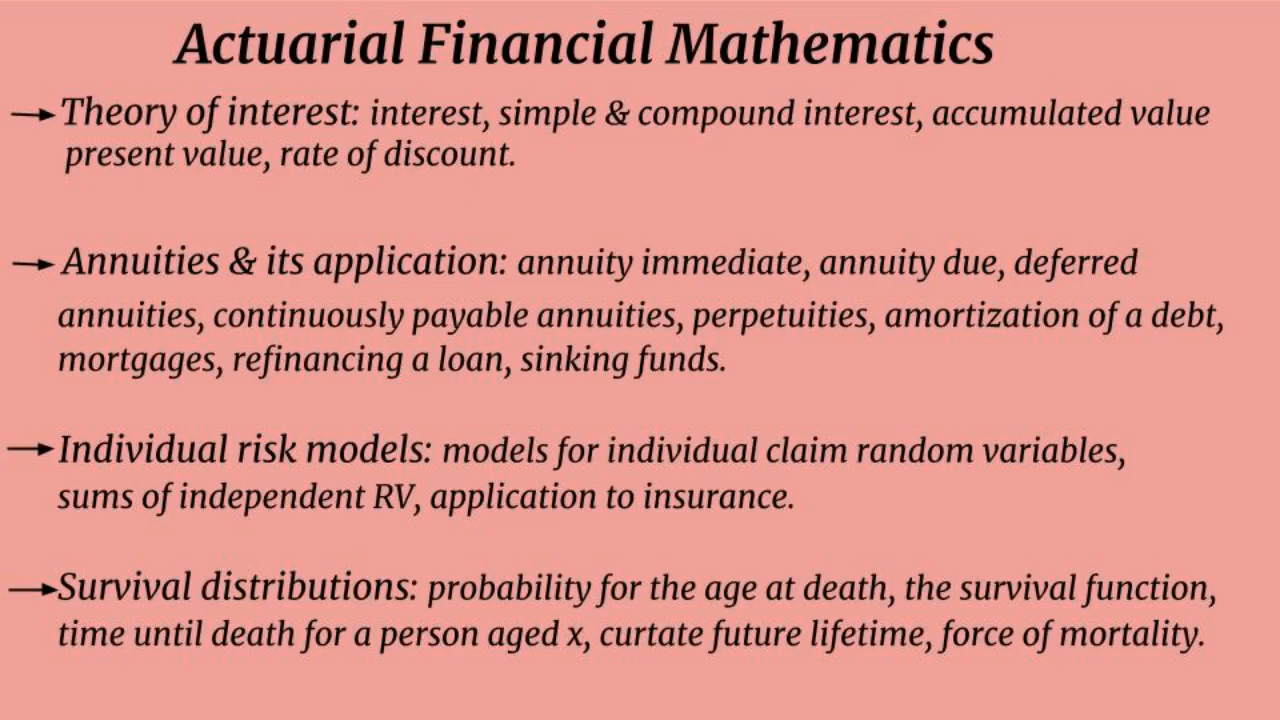 Actuarial Financial Mathematics
→Theory of interest: interest, simple & compound interest, accumulated value
present value, rate of discount.
→Annuities & its application: annuity immediate, annuity due, deferred
annuities, continuously payable annuities, perpetuities, amortization of a debt,
mortgages, refinancing a loan, sinking funds.
→Individual risk models: models for individual claim random variables,
sums of independent RV, application to insurance.
→Survival distributions: probability for the age at death, the survival function,
time until death for a person aged x, curtate future lifetime, force of mortality.